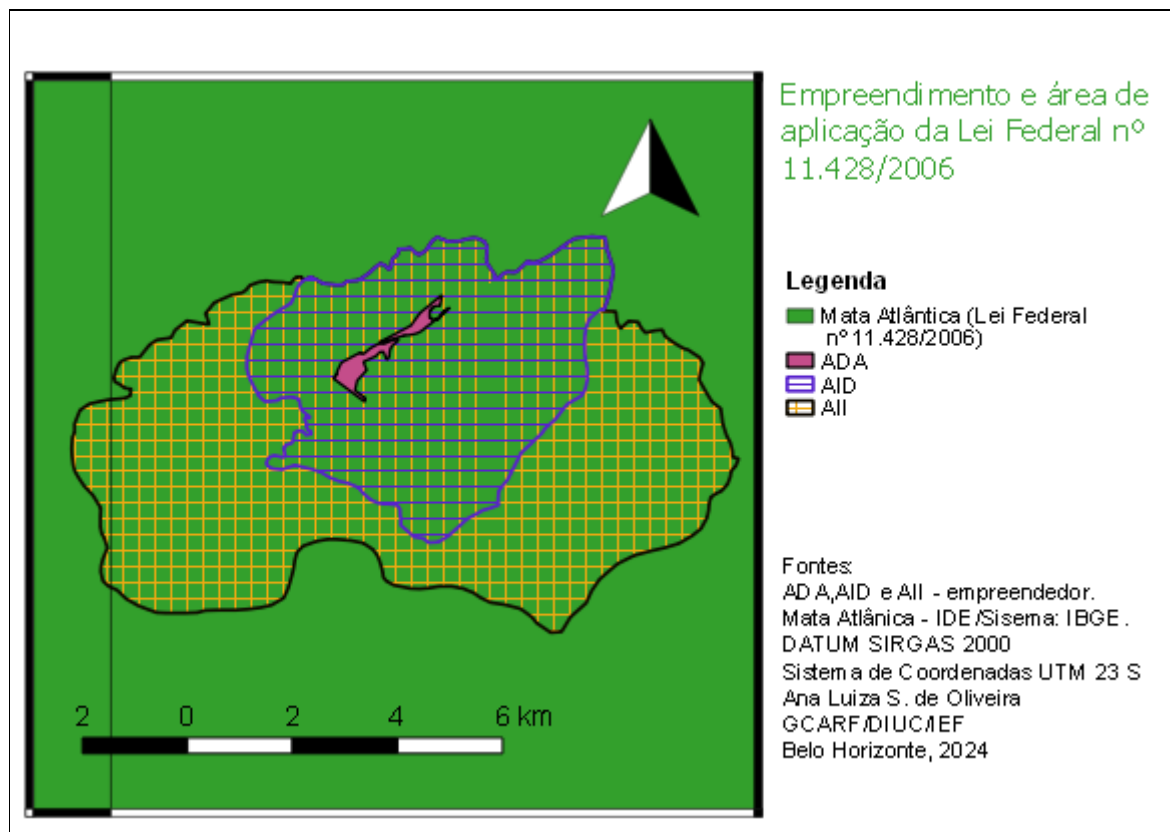 Empreendimento e área de
aplicação da Lei Federal nº
11.428/2006
Legenda
Mata Atlântica (Lei Federal
nº 11.428/2006)
ADA
AID
AII
Fontes:
ADA,AID e AII - empreendedor.
Mata Atlânica - IDE/Sisema: IBGE.
DATUM SIRGAS 2000
Sistema de Coordenadas UTM 23 S
Ana Luiza S. de Oliveira
GCARF/DIUC/IEF
Belo Horizonte, 2024
2 0 2 4 6 km